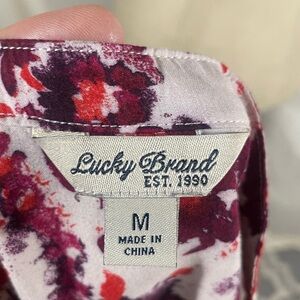 Lucky Brand
EST. 1990
M
MADE IN
CHINA